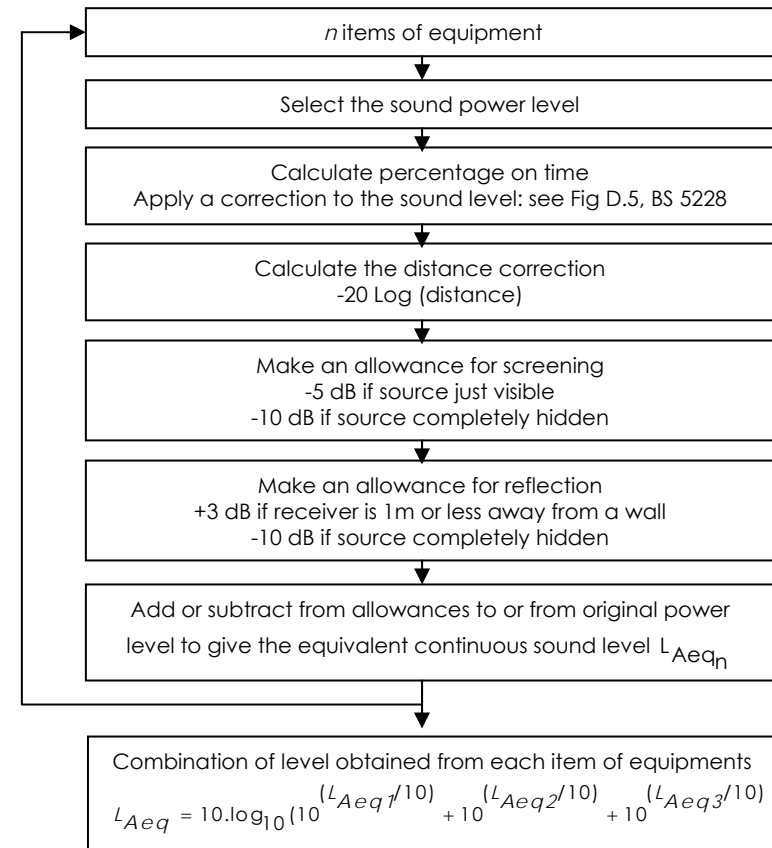 n items of equipment
Select the sound power level
Calculate percentage on time
Apply a correction to the sound level: see Fig D.5, BS 5228
Calculate the distance correction
-20 Log (distance)
Make an allowance for screening
-5 dB if source just visible
-10 dB if source completely hidden
Make an allowance for reflection
+3 dB if receiver is 1m or less away from a wall
-10 dB if source completely hidden
Add or subtract from allowances to or from original power
level to give the equivalent continuous sound level L Aeq n
Combination of level obtained from each item of equipments
L Aeq = 10.log10 (10 (L Aeq1/10) + 10 (L Aeq2/10) + 10 (L Aeq3/10)